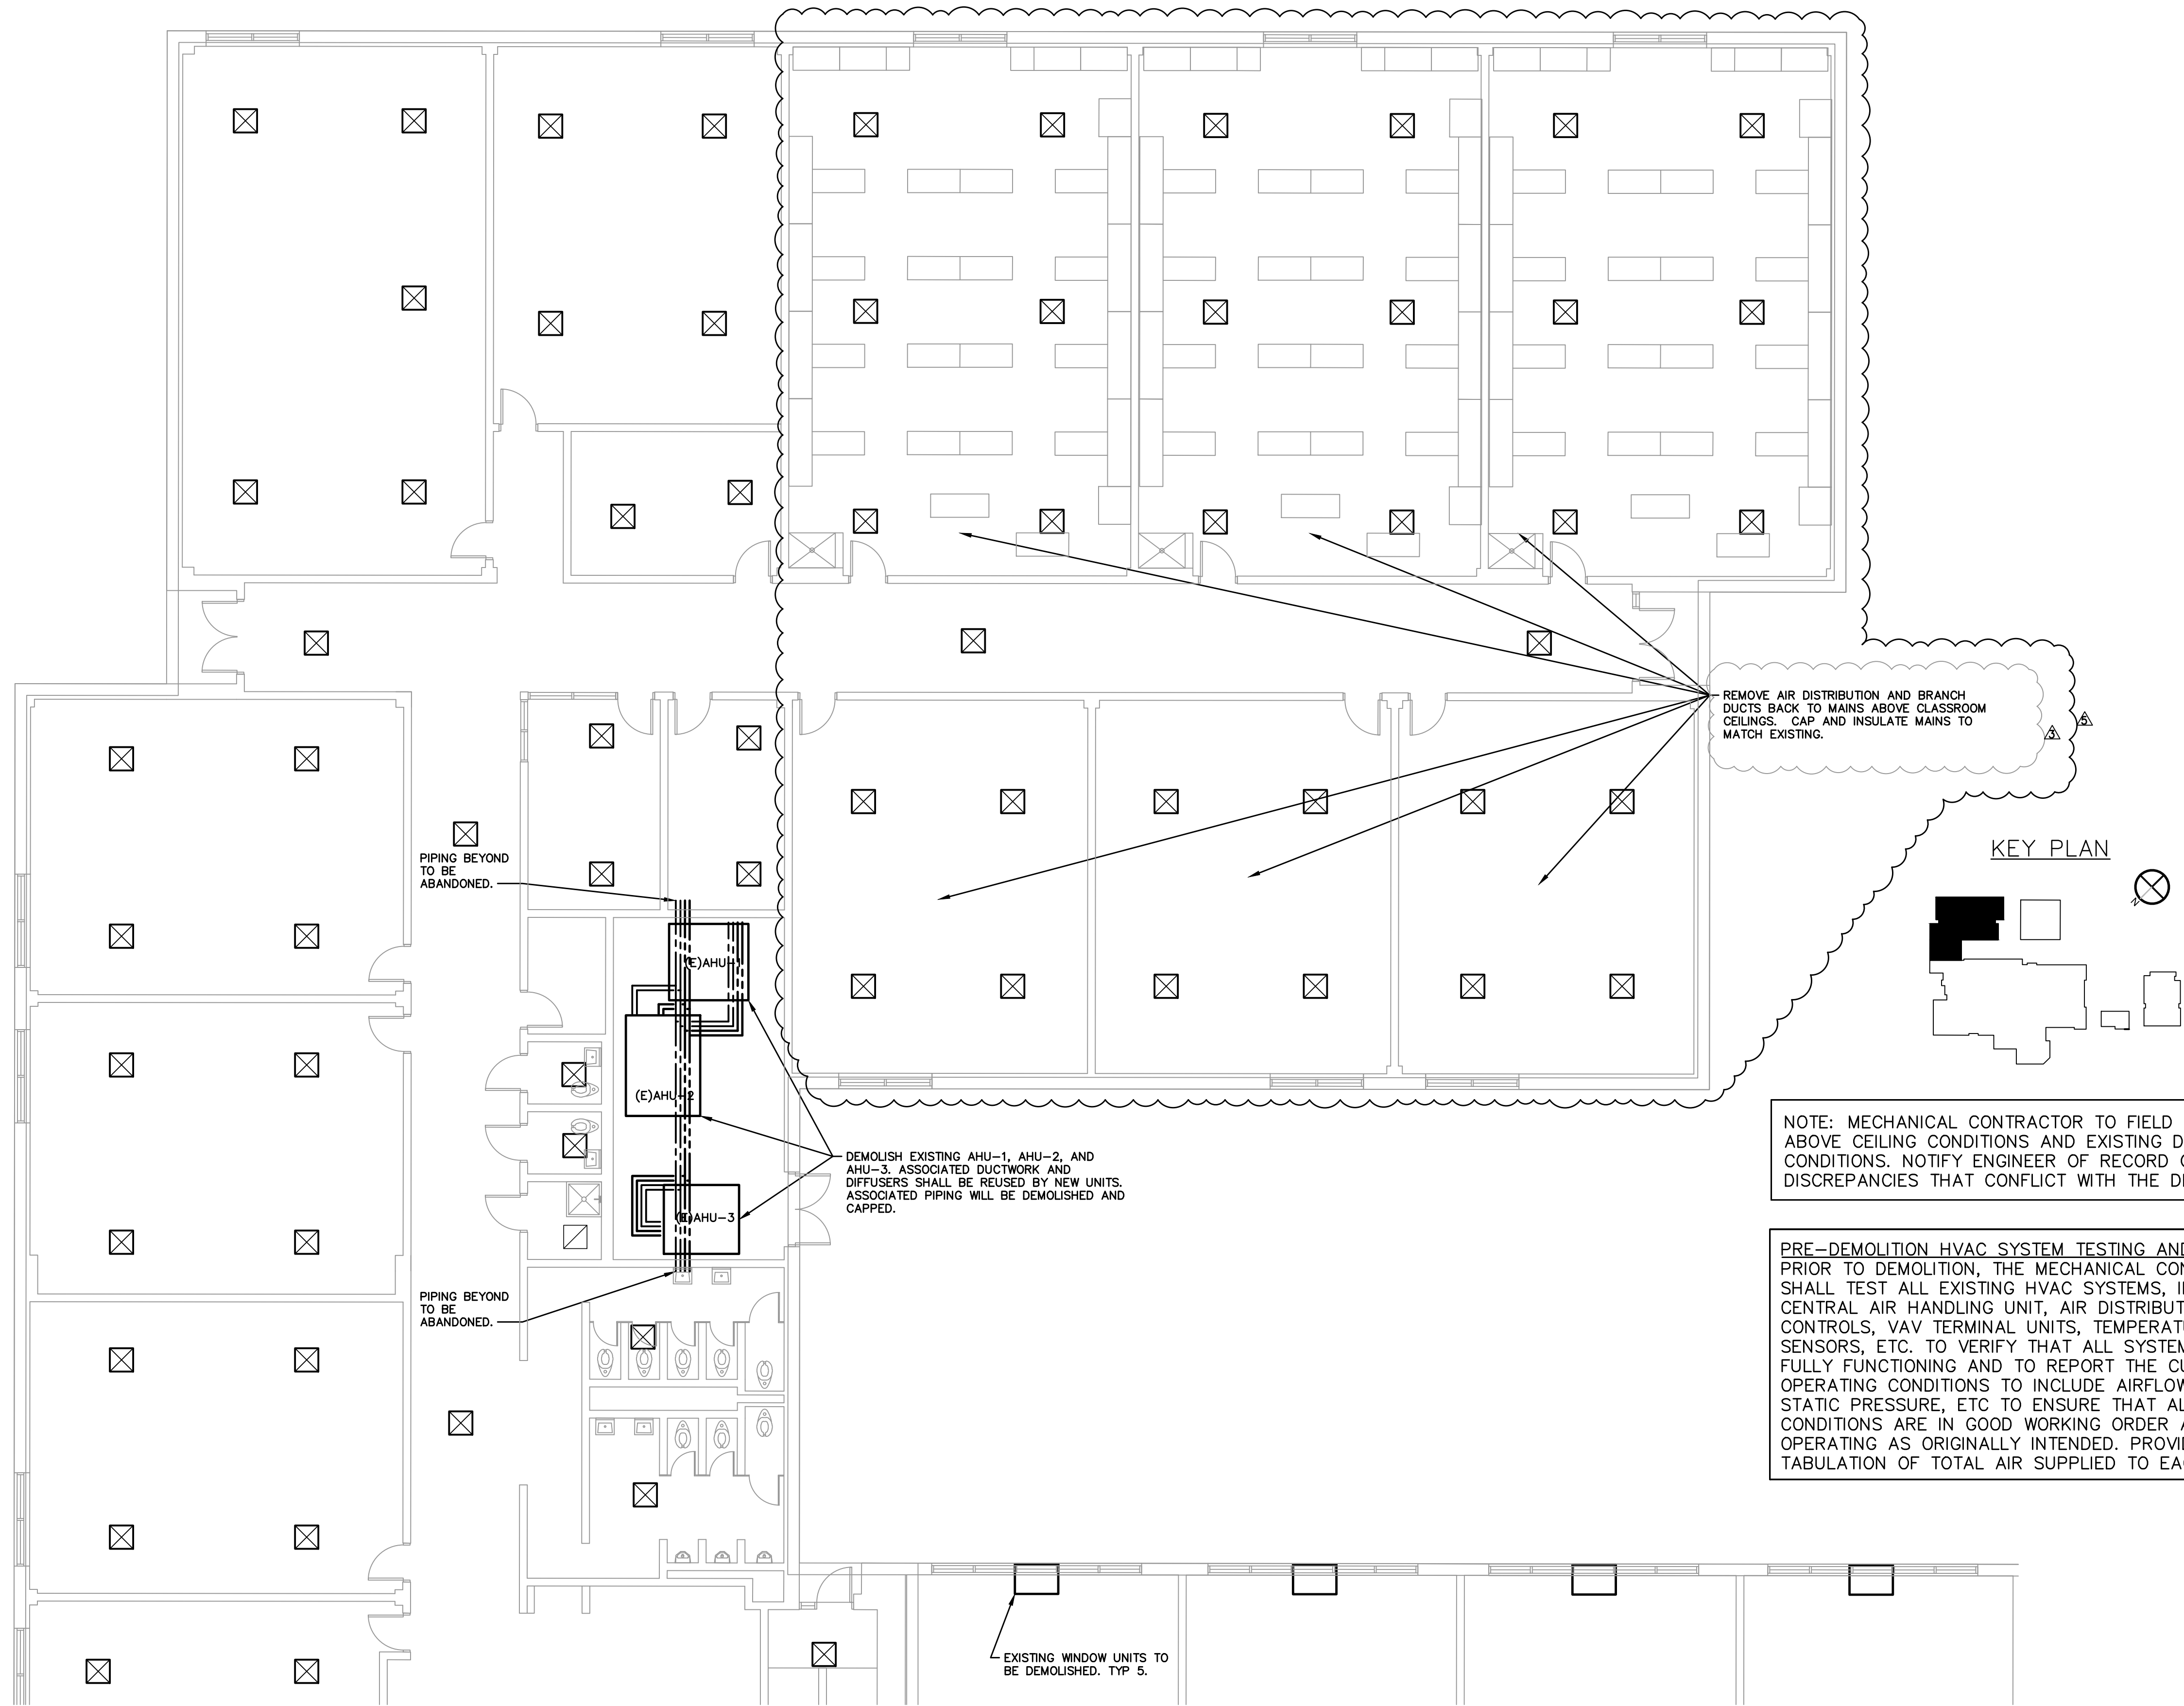 REMOVE AIR DISTRIBUTION AND BRANCH
DUCTS BACK TO MAINS ABOVE CLASSROOM
CEILINGS. CAP AND INSULATE MAINS TO
MATCH EXISTING.
3
5
KEY PLAN
N
PIPING BEYOND
TO BE
ABANDONED.
(E)AHU-1
(E)AHU-2
(E)AHU-3
DEMOLISH EXISTING AHU-1, AHU-2, AND
AHU-3. ASSOCIATED DUCTWORK AND
DIFFUSERS SHALL BE REUSED BY NEW UNITS.
ASSOCIATED PIPING WILL BE DEMOLISHED AND
CAPPED.
PIPING BEYOND
TO BE
ABANDONED.
NOTE: MECHANICAL CONTRACTOR TO FIELD
ABOVE CEILING CONDITIONS AND EXISTING
CONDITIONS. NOTIFY ENGINEER OF RECORD
DISCREPANCIES THAT CONFLICT WITH THE
PRE-DEMOLITION HVAC SYSTEM TESTING AND
PRIOR TO DEMOLITION, THE MECHANICAL
SHALL TEST ALL EXISTING HVAC SYSTEMS,
CENTRAL AIR HANDLING UNIT, AIR
CONTROLS, VAV TERMINAL UNITS,
SENSORS, ETC. TO VERIFY THAT ALL
FULLY FUNCTIONING AND TO REPORT THE
OPERATING CONDITIONS TO INCLUDE
STATIC PRESSURE, ETC TO ENSURE THAT
CONDITIONS ARE IN GOOD WORKING ORDER
OPERATING AS ORIGINALLY INTENDED.
TABULATION OF TOTAL AIR SUPPLIED TO
EXISTING WINDOW UNITS TO
BE DEMOLISHED. TYP 5.